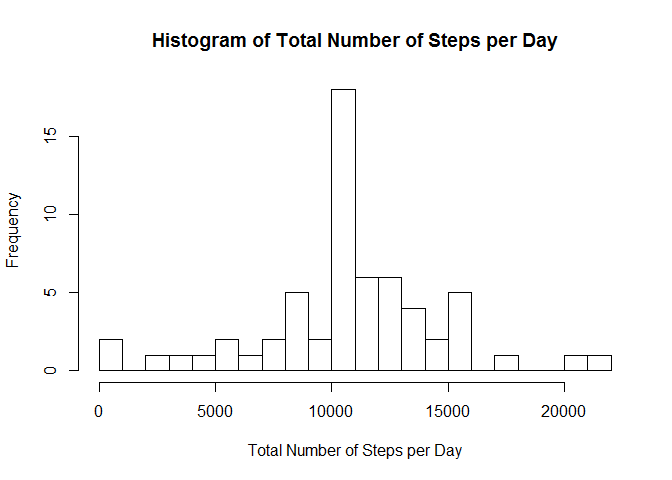 Histogram of Total Number of Steps per Day
Frequency
15
10
5
0
0 5000 10000 15000 20000
Total Number of Steps per Day